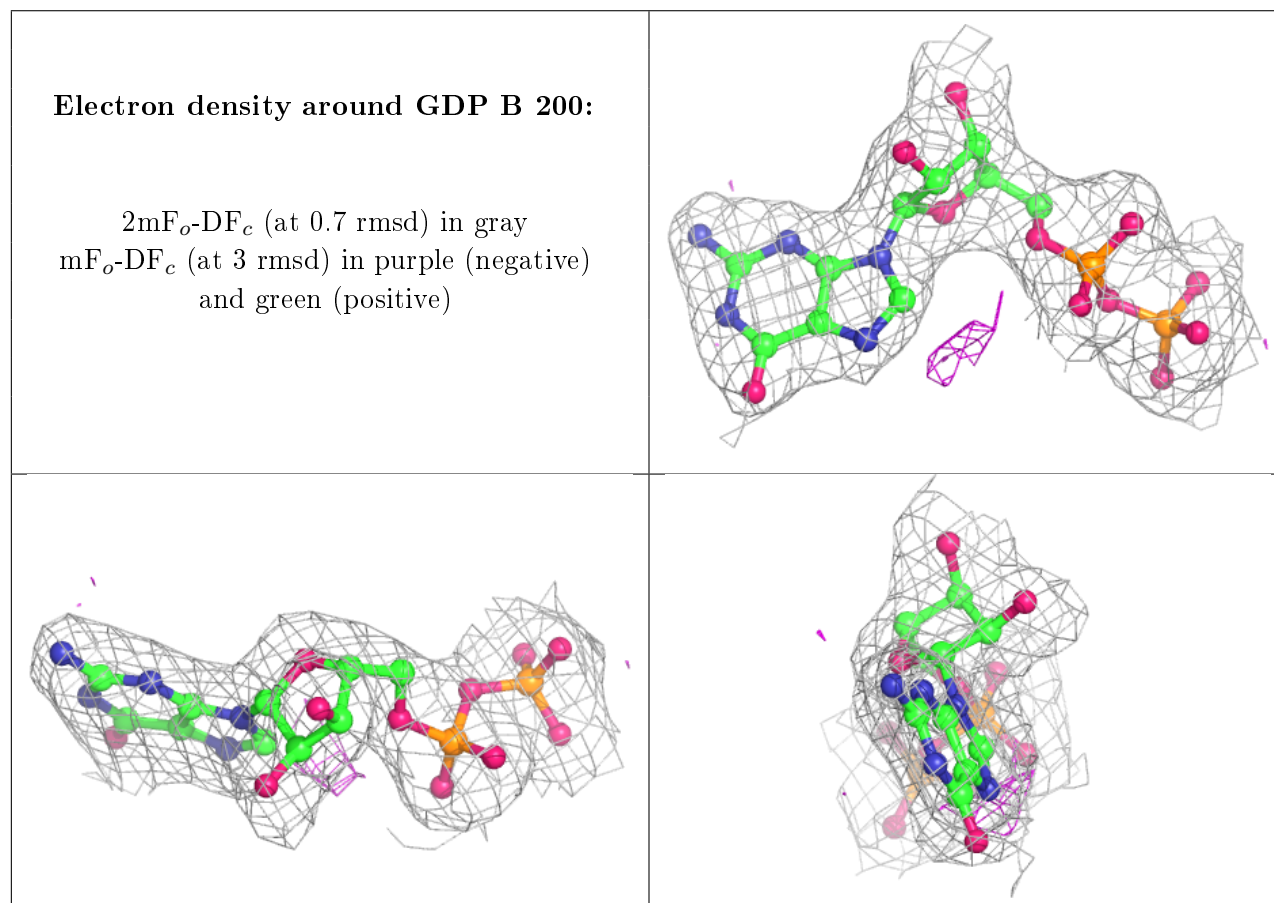 Electron density around GDP B 200:
2mFo-DFc (at 0.7 rmsd) in gray
mFo-DFc (at 3 rmsd) in purple (negative)
and green (positive)